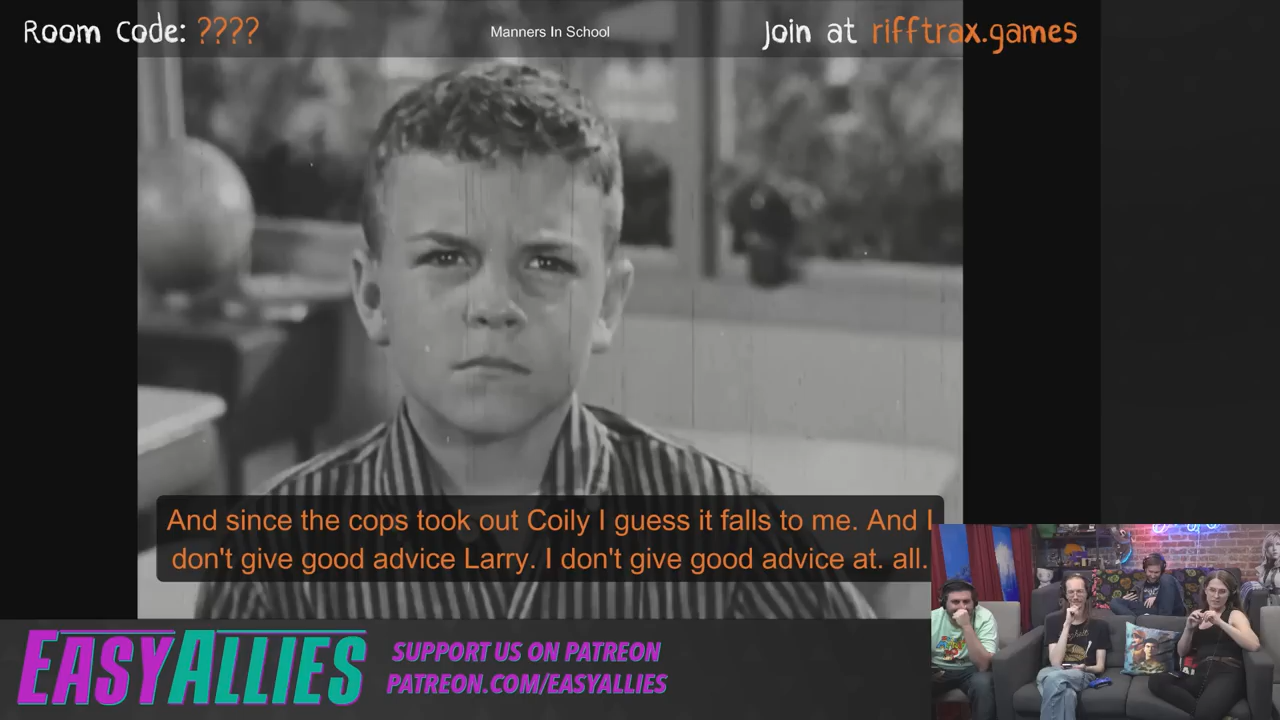 Room Code: ????
Manners In School
Join at rifftrax.games
And since the cops took out Coily I guess it falls to me. And I
don't give good advice Larry. I don't give good advice at. all.
EASYALLIES
SUPPORT US ON PATREON
PATREON.COM/EASYALLIES